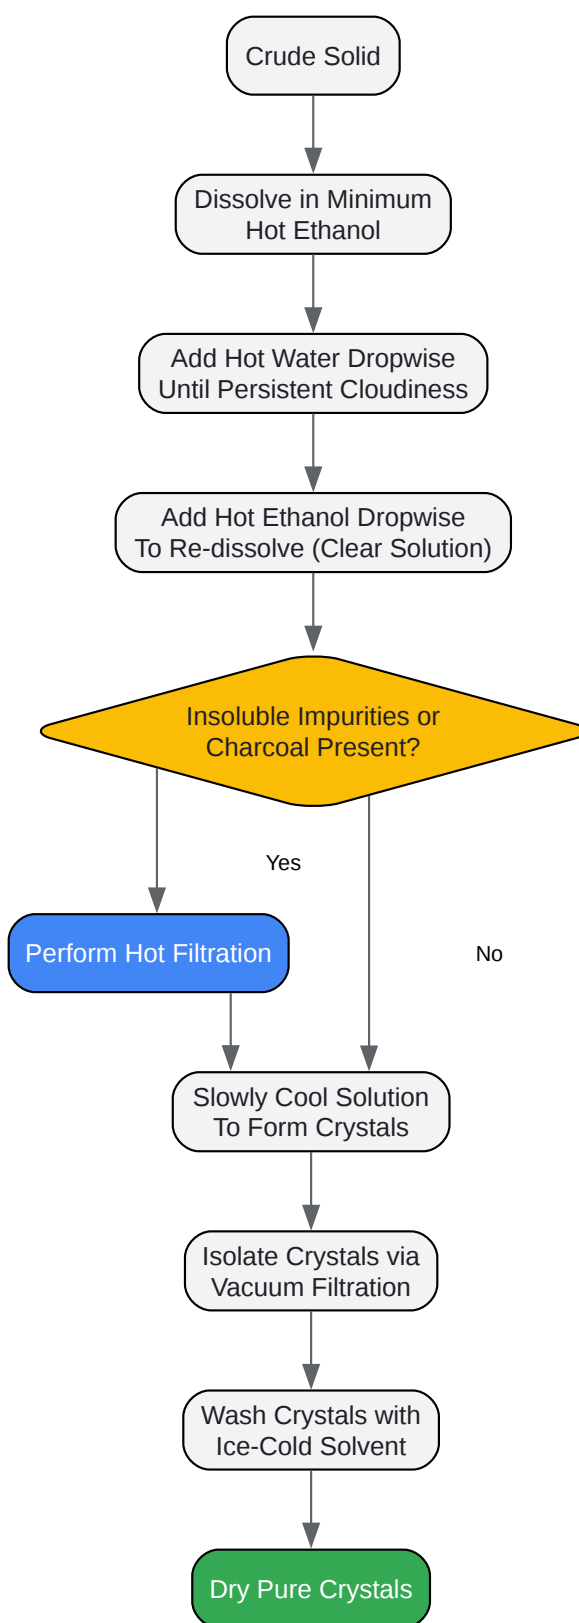 Crude Solid
Dissolve in Minimum
Hot Ethanol
Add Hot Water Dropwise
Until Persistent Cloudiness
Add Hot Ethanol Dropwise
To Re-dissolve (Clear Solution)
Insoluble Impurities or
Charcoal Present?
Yes
Perform Hot Filtration
No
Slowly Cool Solution
To Form Crystals
Isolate Crystals via
Vacuum Filtration
Wash Crystals with
Ice-Cold Solvent
Dry Pure Crystals